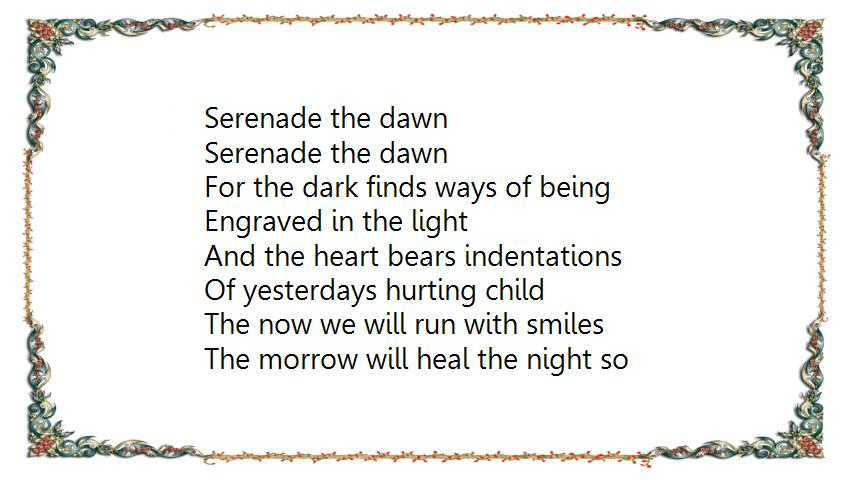 Serenade the dawn
Serenade the dawn
For the dark finds ways of being
Engraved in the light
And the heart bears indentations
Of yesterdays hurting child
The now we will run with smiles
The morrow will heal the night so